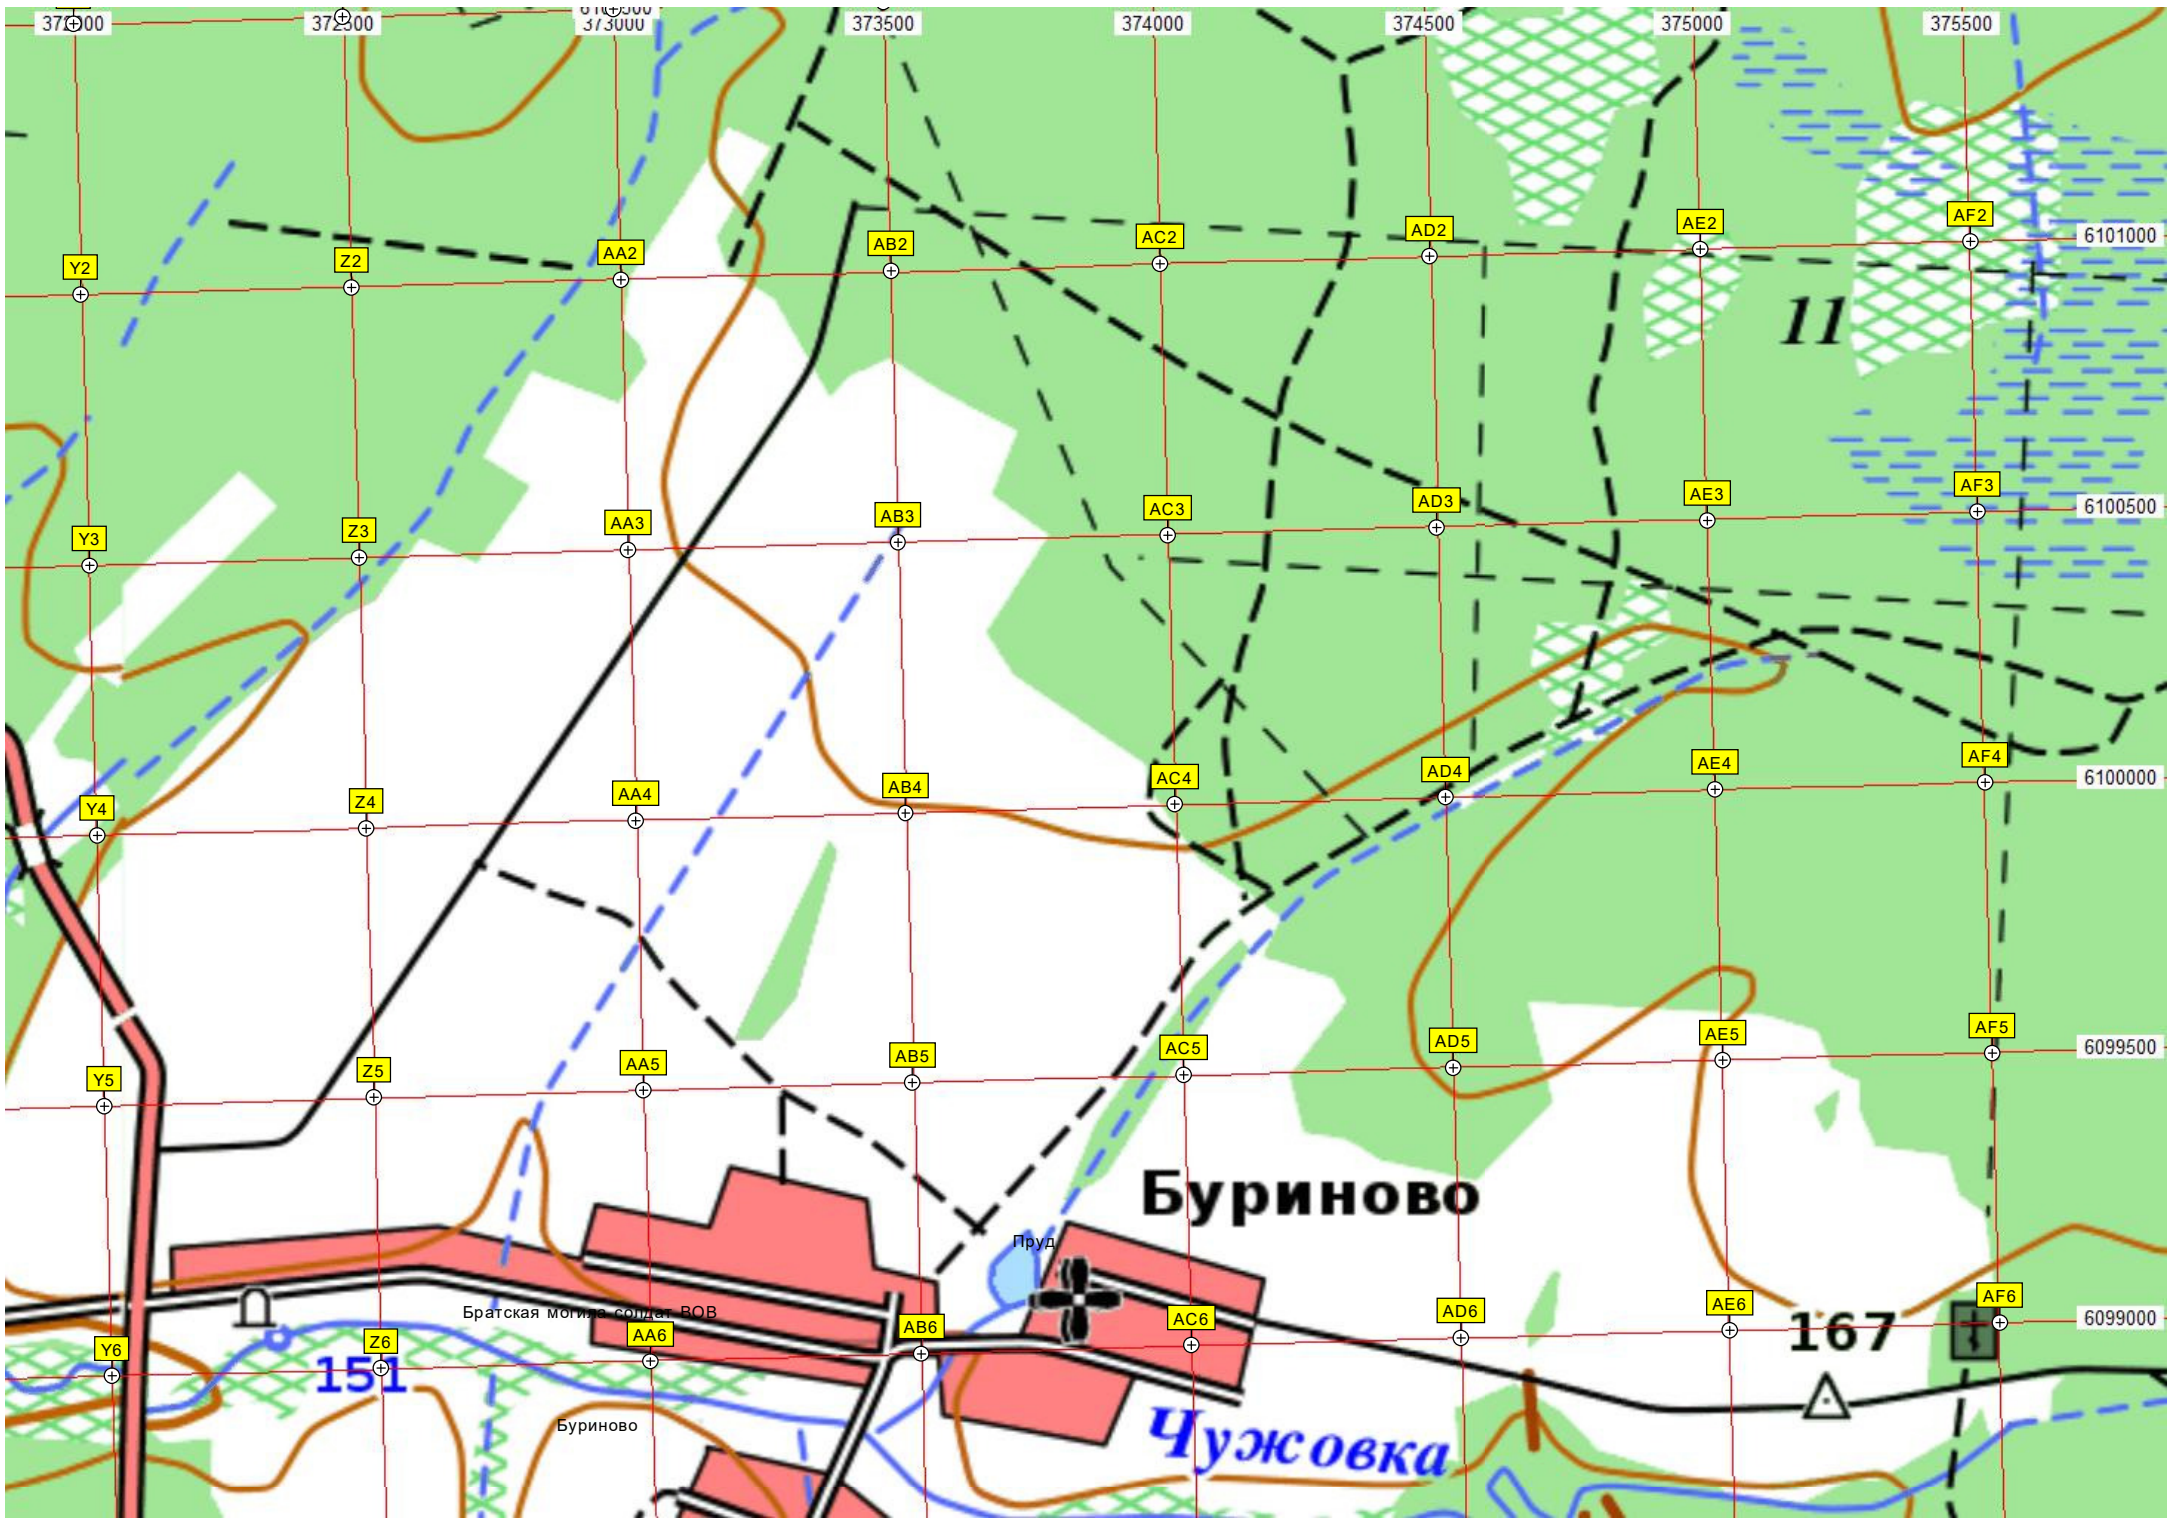 372000 372500 373000 373500 374000 374500 375000 375500
Y2 Z2 AA2 AB2 AC2 AD2 AE2 AF2 6101000
11
Y3 Z3 AA3 AB3 AC3 AD3 AE3 AF3 6100500
Y4 Z4 AA4 AB4 AC4 AD4 AE4 AF4 6100000
Y5 Z5 AA5 AB5 AC5 AD5 AE5 AF5 6099500
Буриново
Пруд
Братская могила солдат ВОВ
Y6 Z6 AA6 AB6 AC6 AD6 AE6 AF6 6099000
167
151
Буриново
Чужовка